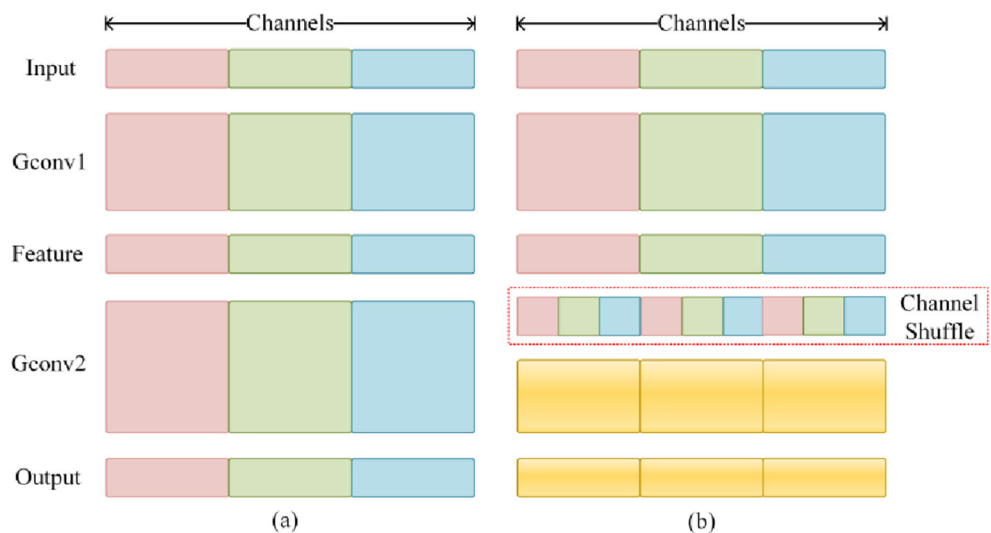 Channels
Channels
Input
Gconv1
Feature
Channel
Shuffle
Gconv2
Output
(a)
(b)